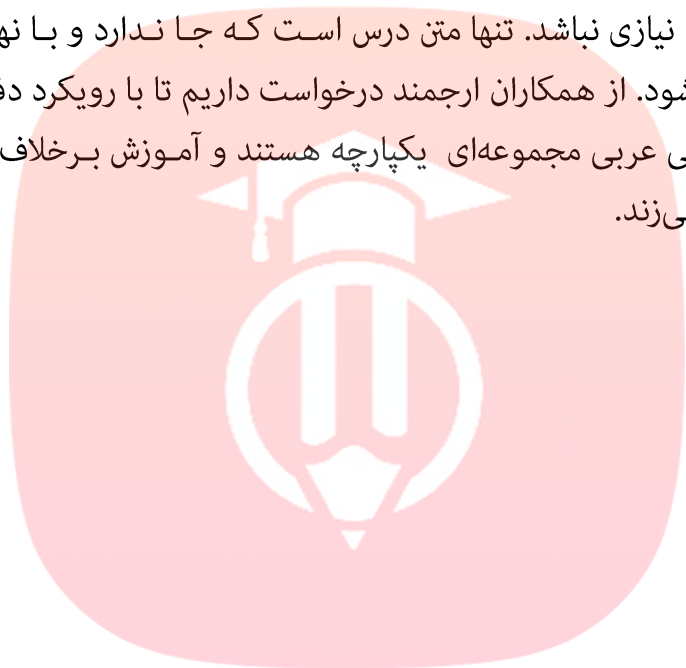 نیازی نباشد. تنها متن درس است که جا ندارد و با
شود. از همکاران ارجمند درخواست داریم تا با رویکرد
عربی مجموعه‌ای یکپارچه هستند و آموزش برخلاف
می‌زند.